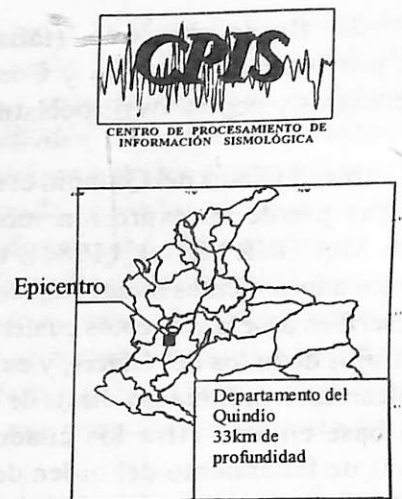 CPIS
CENTRO DE PROCESAMIENTO DE
INFORMACIÓN SISMOLÓGICA
Epicentro
Departamento del
Quindío
33km de
profundidad